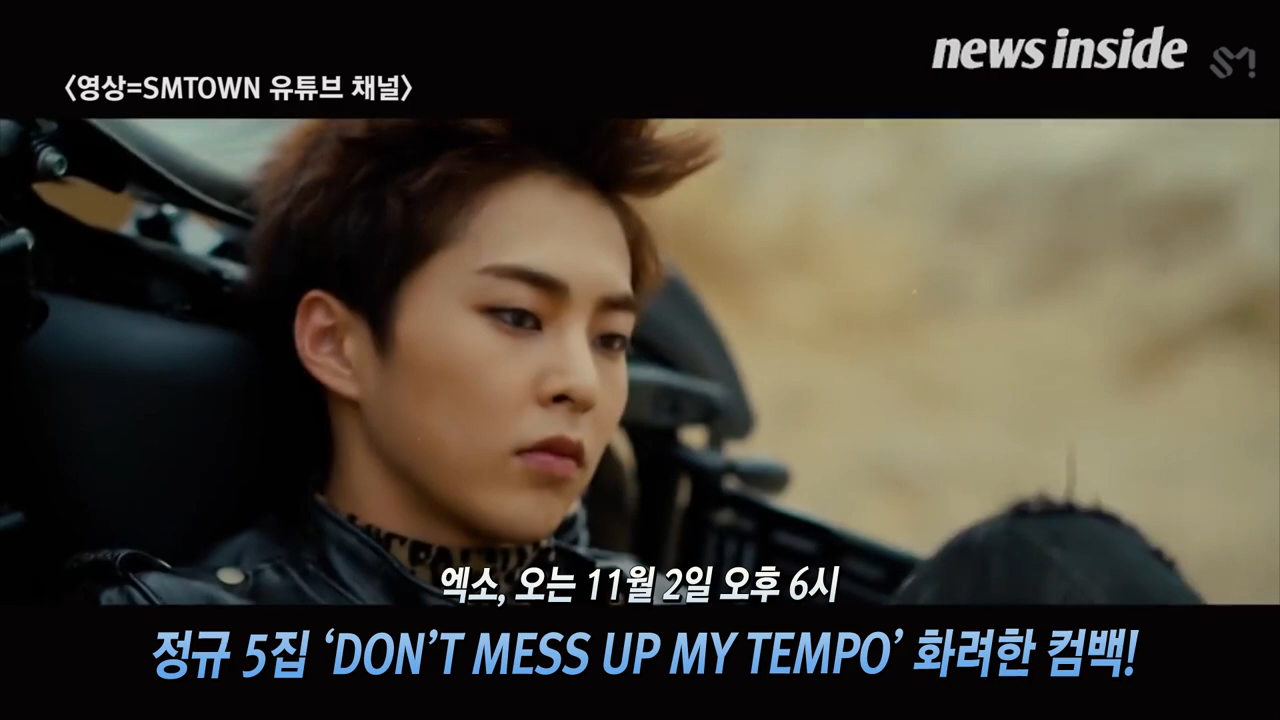 news inside
SM!
〈영상=SMTOWN 유튜브 채널〉
엑소, 오는 11월 2일 오후 6시
정규 5집 ‘DON’T MESS UP MY TEMPO’ 화려한 컴백!